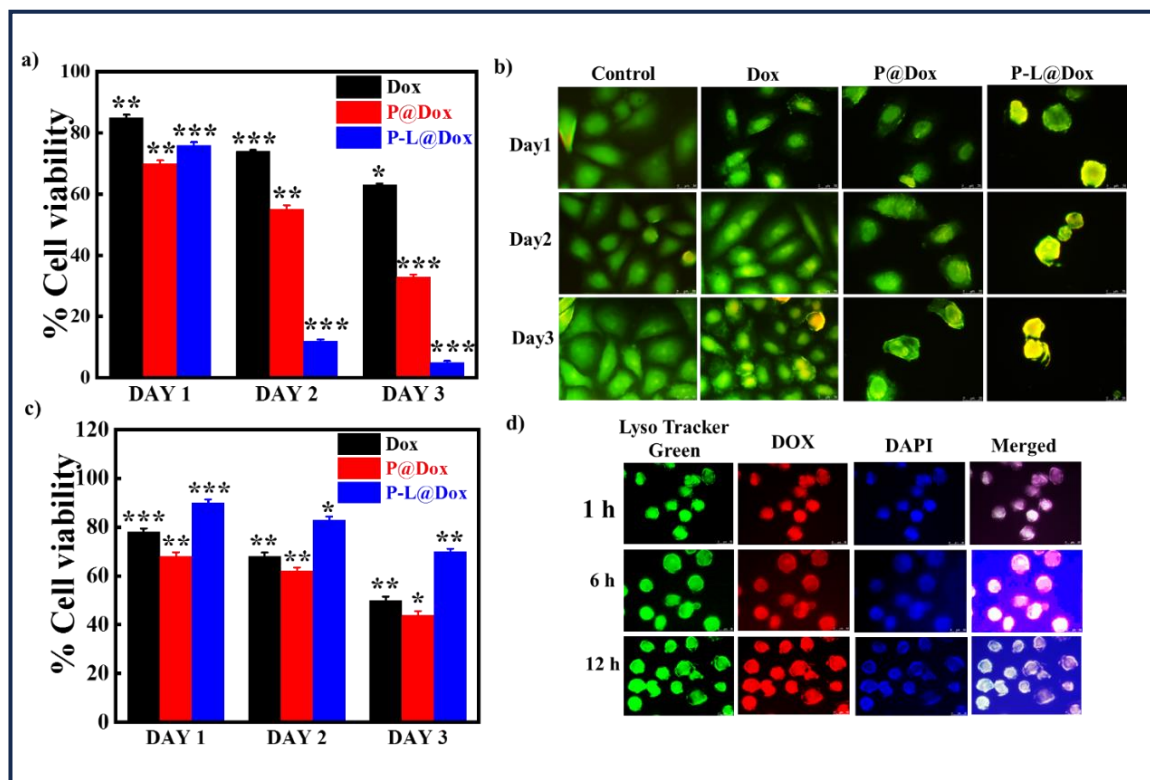 a)
100
80
60
40
20
0
% Cell viability
Dox
P@Dox
P-L@Dox
**
**
***
***
**
***
*
***
***
DAY 1
DAY 2
DAY 3
b)
Control
Dox
P@Dox
P-L@Dox
Day1
Day2
Day3
c)
120
100
80
60
40
20
0
% Cell viability
Dox
P@Dox
P-L@Dox
***
**
***
**
**
*
**
*
**
DAY 1
DAY 2
DAY 3
d)
Lyso Tracker
Green
DOX
DAPI
Merged
1 h
6 h
12 h